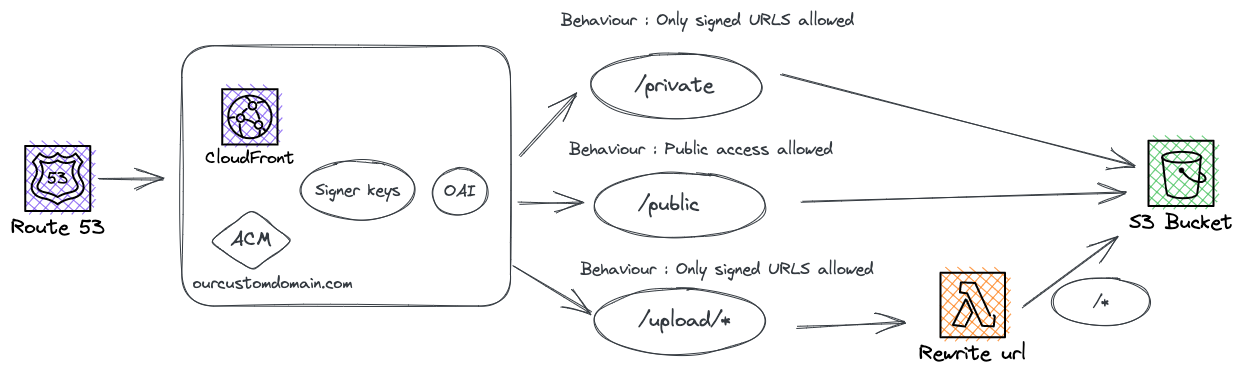 Behaviour : Only signed URLS allowed
/private
CloudFront
53
Route 53
Signer keys
OAI
ACM
ourcustomdomain.com
Behaviour : Public access allowed
/public
S3 Bucket
Behaviour : Only signed URLS allowed
/upload/*
Rewrite url
/*